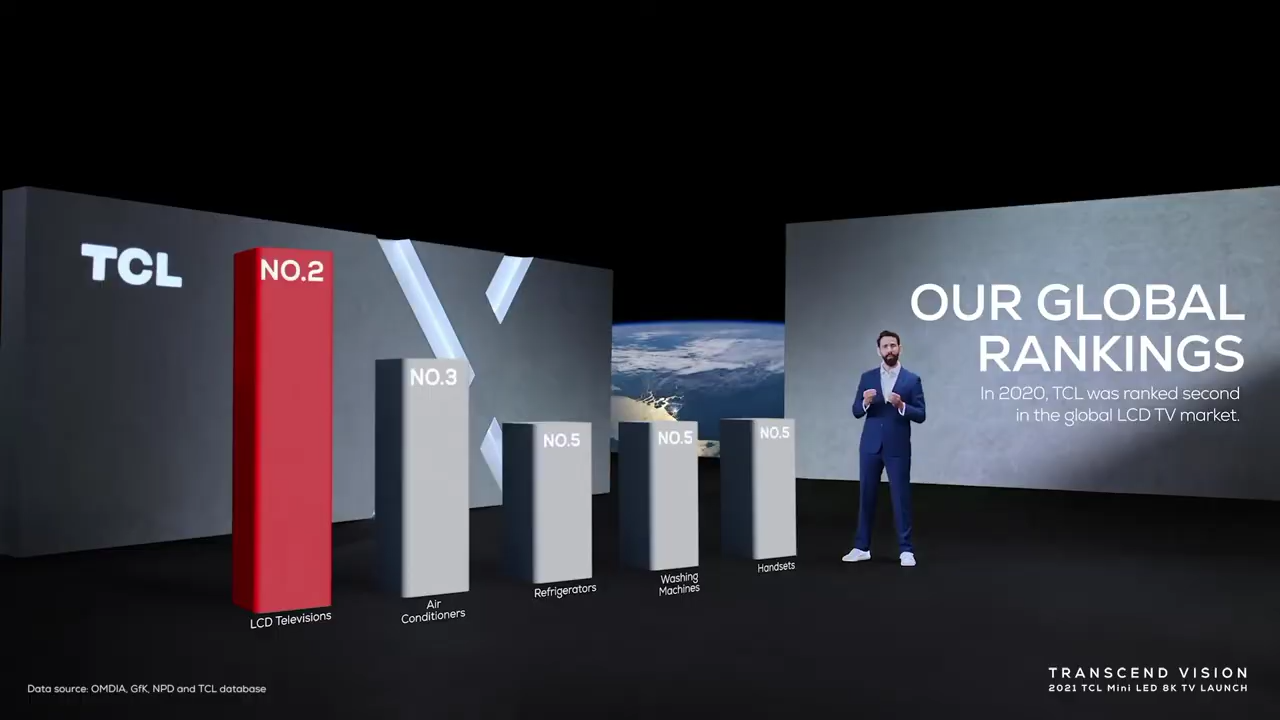 TCL
NO.2
NO.3
NO.5
NO.5
NO.5
LCD Televisions
Air
Conditioners
Refrigerators
Washing
Machines
Handsets
OUR GLOBAL
RANKINGS
In 2020, TCL was ranked second
in the global LCD TV market.
Data source: OMDIA, GfK, NPD and TCL database
TRANSCEND VISION
2021 TCL Mini LED 8K TV LAUNCH